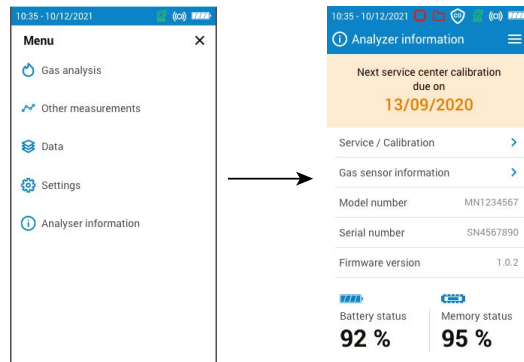 10:35 - 10/12/2021
Menu
Gas analysis
Other measurements
Data
Settings
Analyser information
10:35 - 10/12/2021 CO
Analyzer information
Next service center calibration
due on
13/09/2020
Service / Calibration
Gas sensor information
Model number MN1234567
Serial number SN4567890
Firmware version 1.0.2
Battery status Memory status
92 % 95 %